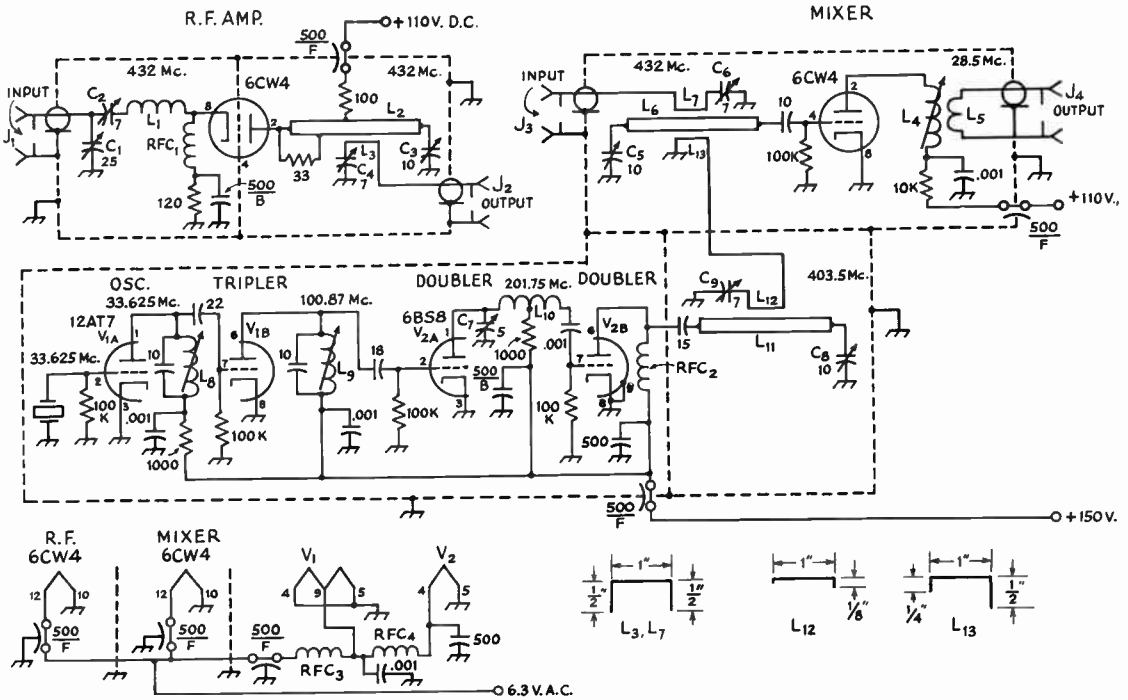 R.F. AMP.
MIXER
+110V. D.C.
500
F
432 Mc.
432 Mc.
INPUT
J1
C2
7
L1
8
6CW4
2
4
RFC1
C1
25
120
500
B
100
L2
33
L3
C4
7
C3
10
J2
OUTPUT
INPUT
J3
432 Mc.
L7
C6
7
L6
C5
10
L13
10
4
100K
6CW4
2
8
28.5 Mc.
L4
L5
J4
OUTPUT
10K
.001
+110V.,
500
F
OSC.
TRIPLER
DOUBLER
DOUBLER
33.625 Mc.
22
100.87 Mc.
201.75 Mc.
403.5 Mc.
12AT7
V1A
1
33.625 Mc.
2
3
100
K
10
L8
.001
1000
6
V1B
7
8
100K
10
L9
.001
18
6BS8
V2A
1
2
3
100K
C7
5
L10
1000
500
B
.001
6
V2B
7
8
9
100
K
500
RFC2
15
C9
7
L12
L11
C8
10
500
F
+150V.
R.F.
6CW4
12
10
500
F
MIXER
6CW4
12
10
500
F
500
F
V1
4
9
5
RFC3
RFC4
.001
V2
4
5
500
6.3 V. A.C.
1"
1/2"
1/2"
L3, L7
1"
1/8"
L12
1"
1/4"
1/2"
L13